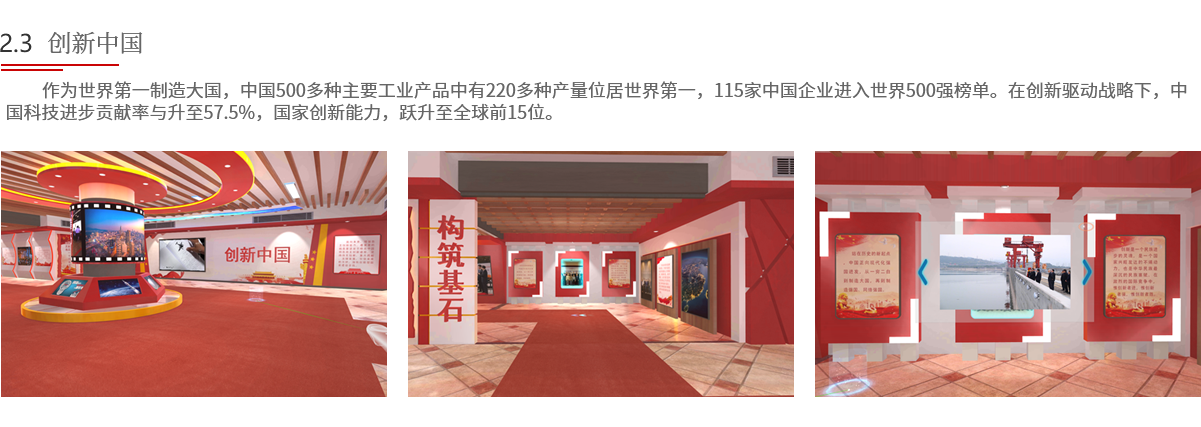 2.3 创新中国
作为世界第一制造大国，中国500多种主要工业产品中有220多种产量位居世界第一，115家中国企业进入世界500强榜单。在创新驱动战略下，中
国科技进步贡献率与升至57.5%，国家创新能力，跃升至全球前15位。
创新中国
构筑基石